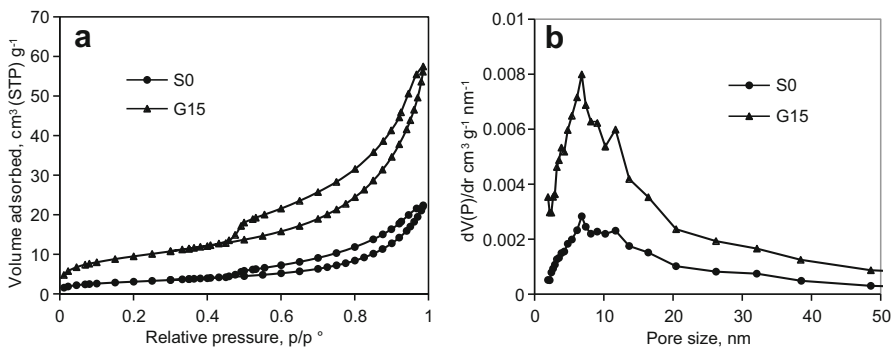 a
S0
G15
Volume adsorbed, cm³ (STP) g⁻¹
70
60
50
40
30
20
10
0
0
0.2
0.4
0.6
0.8
1
Relative pressure, p/p °
b
S0
G15
dV(P)/dr cm³ g⁻¹ nm⁻¹
0.01
0.008
0.006
0.004
0.002
0
0
10
20
30
40
50
Pore size, nm